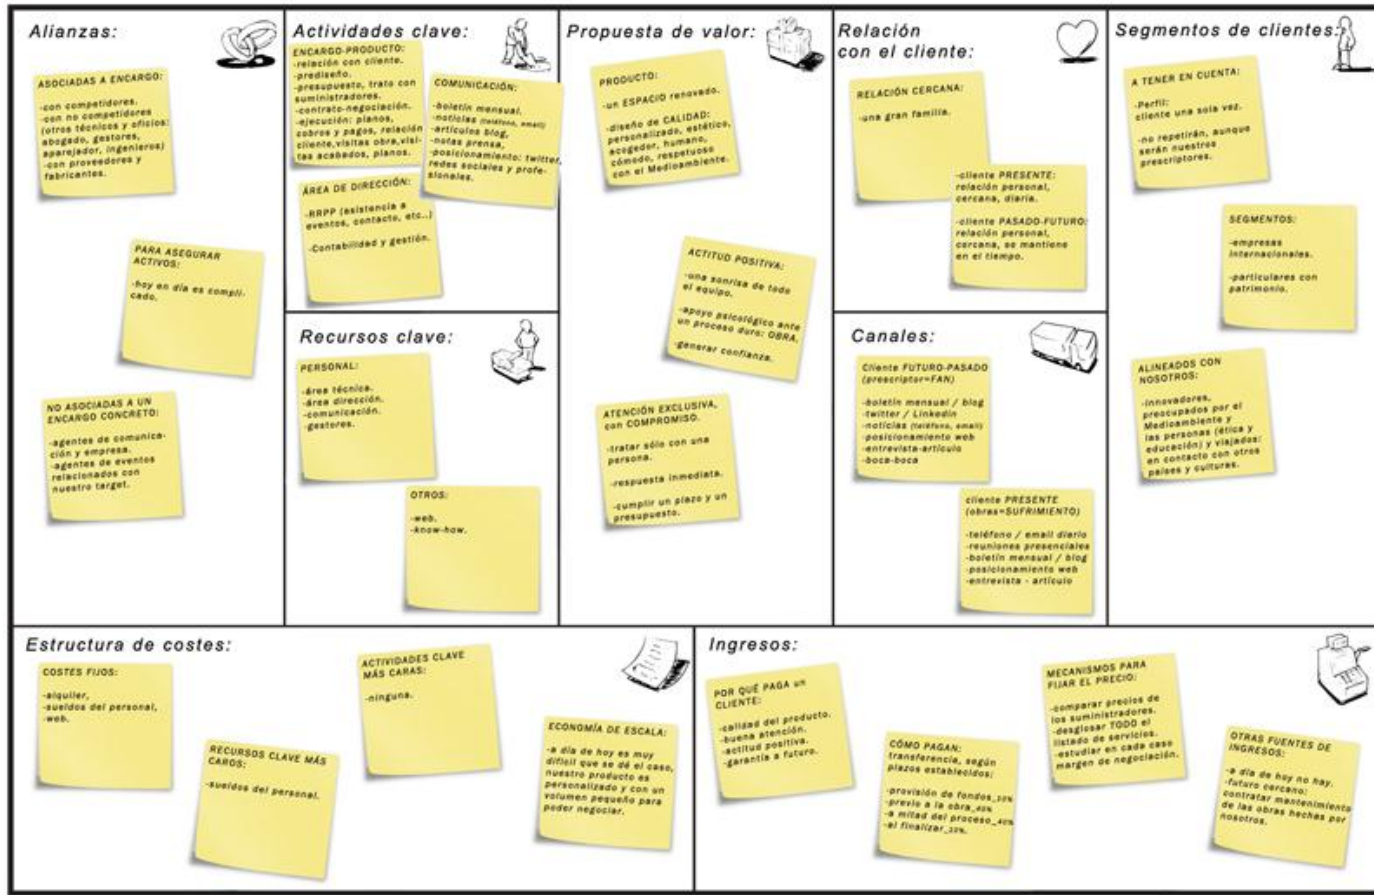 Alianzas:
ASOCIADAS A ENCARGO:
-con competidores.
-con no competidores
(otros técnicos y oficios:
abogado, gestores,
aparejador, ingenieros)
-con proveedores y
fabricantes.
PARA ASEGURAR
ACTIVOS:
-hoy en día es compli-
cado.
NO ASOCIADAS A UN
ENCARGO CONCRETO:
-agentes de comunica-
ción y empresa.
-agentes de eventos
relacionados con
nuestro target.
Actividades clave:
ENCARGO-PRODUCTO:
-relación con cliente.
-prediseño.
-presupuesto, trato con
suministradores.
-contrato-negociación.
-ejecución: planos,
cobros y pagos, relación
cliente,visitas obra,visi-
tas acabados, planos.
COMUNICACIÓN:
-boletín mensual.
-noticias (teléfono, email)
-artículos blog,
-notas prensa,
-posicionamiento: twitter,
redes sociales y profe-
sionales.
ÁREA DE DIRECCIÓN:
-RRPP (asistencia a
eventos, contacto, etc..)
-Contabilidad y gestión.
Recursos clave:
PERSONAL:
-área técnica.
-área dirección.
-comunicación.
-gestores.
OTROS:
-web.
-know-how.
Propuesta de valor:
PRODUCTO:
-un ESPACIO renovado.
-diseño de CALIDAD:
personalizado, estético,
acogedor, humano,
cómodo, respetuoso
con el Medioambiente.
ACTITUD POSITIVA:
-una sonrisa de todo
el equipo.
-apoyo psicológico ante
un proceso duro: OBRA.
-generar confianza.
ATENCIÓN EXCLUSIVA,
con COMPROMISO.
-tratar sólo con una
persona.
-respuesta inmediata.
-cumplir un plazo y un
presupuesto.
Relación
con el cliente:
RELACIÓN CERCANA:
-una gran familia.
-cliente PRESENTE:
relación personal,
cercana, diaria.
-cliente PASADO-FUTURO:
relación personal,
cercana, se mantiene
en el tiempo.
Canales:
Cliente FUTURO-PASADO
(prescriptor=FAN)
-boletín mensual / blog
-twitter / Linkedin
-noticias (teléfono, email)
-posicionamiento web
-entrevista-artículo
-boca-boca
cliente PRESENTE
(obras=SUFRIMIENTO)
-teléfono / email diario
-reuniones presenciales
-boletín mensual / blog
-posicionamiento web
-entrevista - artículo
Segmentos de clientes:
A TENER EN CUENTA:
-Perfil:
cliente una sola vez.
-no repetirán, aunque
serán nuestros
prescriptores.
SEGMENTOS:
-empresas
internacionales.
-particulares con
patrimonio.
ALINEADOS CON
NOSOTROS:
-innovadores,
preocupados por el
Medioambiente y
las personas (ética y
educación) y viajados:
en contacto con otros
países y culturas.
Estructura de costes:
COSTES FIJOS:
-alquiler,
-sueldos del personal,
-web.
RECURSOS CLAVE MÁS
CAROS:
-sueldos del personal.
ACTIVIDADES CLAVE
MÁS CARAS:
-ninguna.
ECONOMÍA DE ESCALA:
-a día de hoy es muy
difícil que se dé el caso,
nuestro producto es
personalizado y con un
volumen pequeño para
poder negociar.
Ingresos:
POR QUÉ PAGA un
CLIENTE:
-calidad del producto.
-buena atención.
-actitud positiva.
-garantía a futuro.
CÓMO PAGAN:
transferencia, según
plazos establecidos:
-provisión de fondos_10%
-previo a la obra_40%
-a mitad del proceso_40%
-al finalizar_10%.
MECANISMOS PARA
FIJAR EL PRECIO:
-comparar precios de
los suministradores.
-desglosar TODO el
listado de servicios.
-estudiar en cada caso
margen de negociación.
OTRAS FUENTES DE
INGRESOS:
-a día de hoy no hay.
-futuro cercano:
contratar mantenimiento
de las obras hechas por
nosotros.